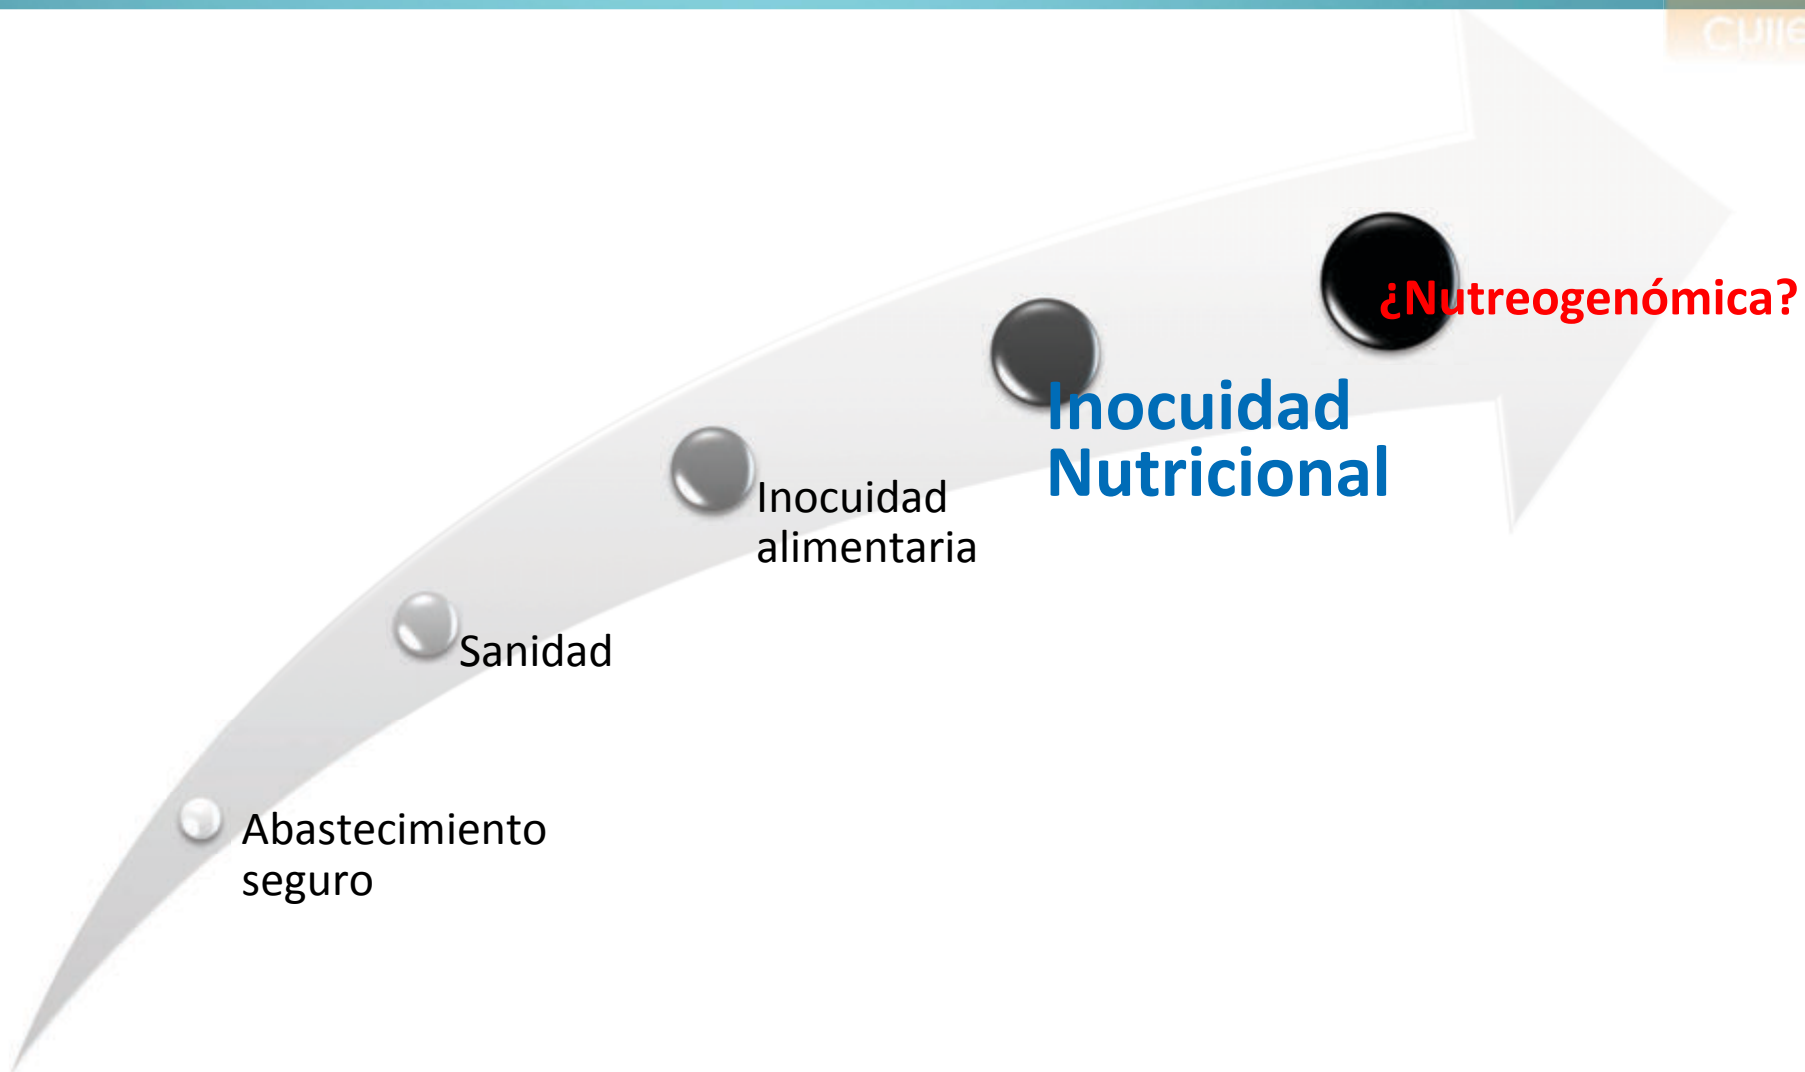 ¿Nutreogenómica?
Inocuidad
Nutricional
Inocuidad
alimentaria
Sanidad
Abastecimiento
seguro